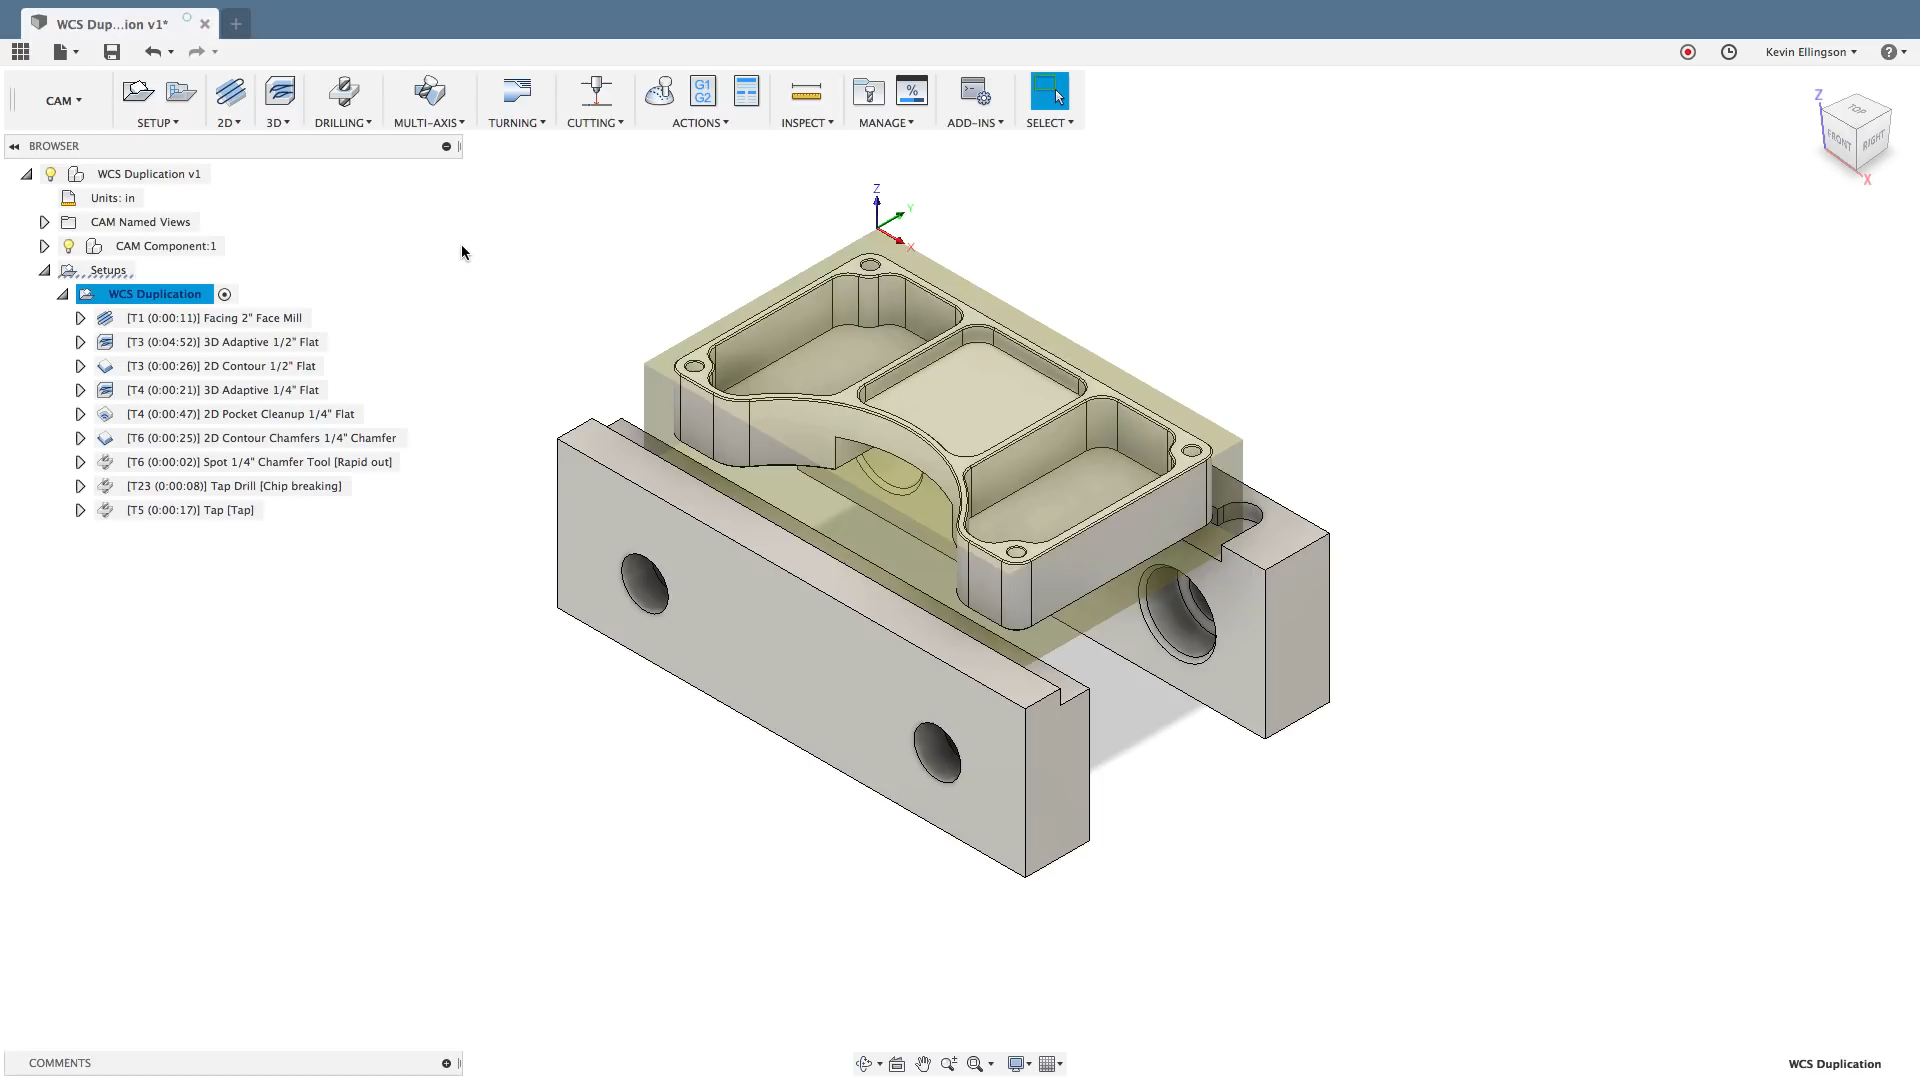 WCS Dup...ion v1*
Kevin Ellingson
CAM
SETUP
2D
3D
DRILLING
MULTI-AXIS
TURNING
CUTTING
G1
G2
ACTIONS
INSPECT
%
MANAGE
ADD-INS
SELECT
BROWSER
WCS Duplication v1
Units: in
CAM Named Views
CAM Component:1
Setups
WCS Duplication
[T1 (0:00:11)] Facing 2" Face Mill
[T3 (0:04:52)] 3D Adaptive 1/2" Flat
[T3 (0:00:26)] 2D Contour 1/2" Flat
[T4 (0:00:21)] 3D Adaptive 1/4" Flat
[T4 (0:00:47)] 2D Pocket Cleanup 1/4" Flat
[T6 (0:00:25)] 2D Contour Chamfers 1/4" Chamfer
[T6 (0:00:02)] Spot 1/4" Chamfer Tool [Rapid out]
[T23 (0:00:08)] Tap Drill [Chip breaking]
[T5 (0:00:17)] Tap [Tap]
Z
Y
X
Z
TOP
FRONT
RIGHT
X
COMMENTS
WCS Duplication